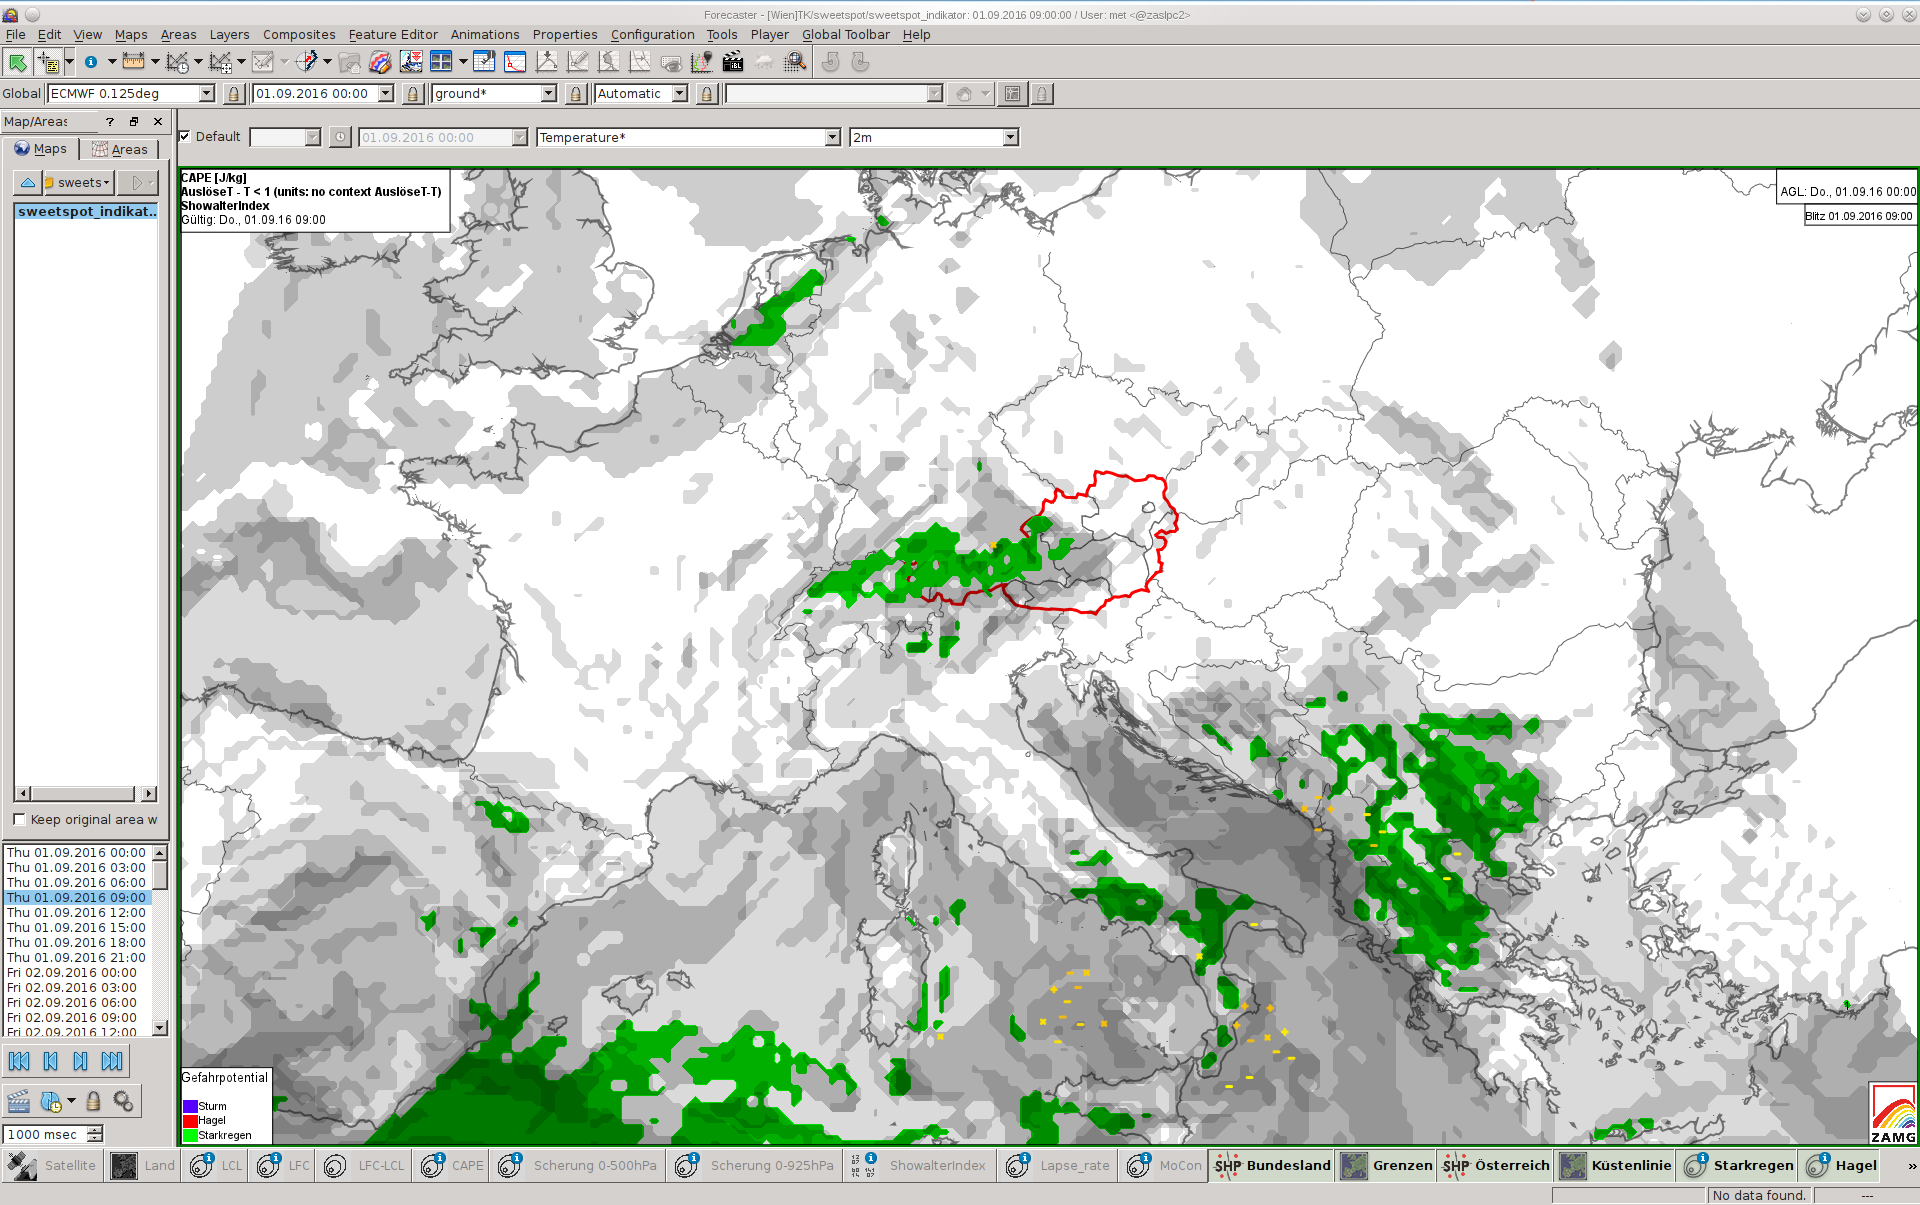 Forecaster - [Wien]TK/sweetspot/sweetspot_indikator: 01.09.2016 09:00:00 / User: met <@zaslpc2>
File Edit View Maps Areas Layers Composites Feature Editor Animations Properties Configuration Tools Player Global Toolbar Help
Global ECMWF 0.125deg 01.09.2016 00:00 ground* Automatic
Map/Areas ?
Default 01.09.2016 00:00 Temperature* 2m
Maps Areas
sweets
sweetspot_indikat..
CAPE [J/kg]
AuslöseT - T < 1 (units: no context AuslöseT-T)
ShowalterIndex
Gültig: Do., 01.09.16 09:00
AGL: Do., 01.09.16 00:00
Blitz 01.09.2016 09:00
Keep original area w
Thu 01.09.2016 00:00
Thu 01.09.2016 03:00
Thu 01.09.2016 06:00
Thu 01.09.2016 09:00
Thu 01.09.2016 12:00
Thu 01.09.2016 15:00
Thu 01.09.2016 18:00
Thu 01.09.2016 21:00
Fri 02.09.2016 00:00
Fri 02.09.2016 03:00
Fri 02.09.2016 06:00
Fri 02.09.2016 09:00
Fri 02.09.2016 12:00
1000 msec
Gefahrpotential
Sturm
Hagel
Starkregen
ZAMG
Satellite Land LCL LFC LFC-LCL CAPE Scherung 0-500hPa Scherung 0-925hPa ShowalterIndex Lapse_rate MoCon SHP Bundesland Grenzen SHP Österreich Küstenlinie Starkregen Hagel »
No data found. ---